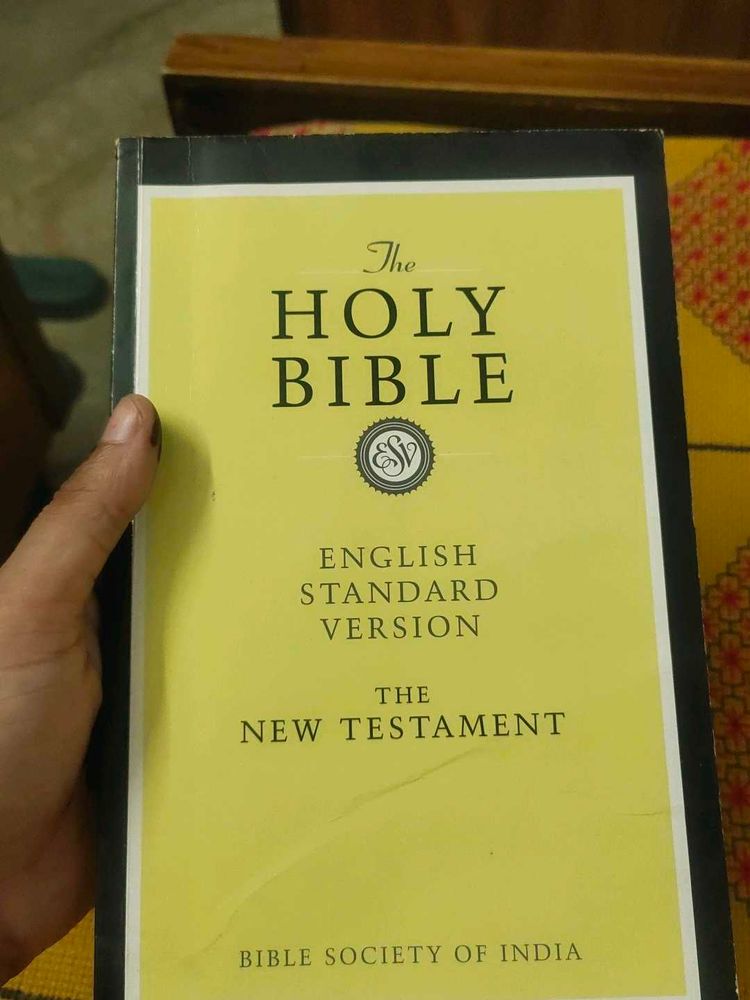 The
HOLY
BIBLE
ESV
ENGLISH
STANDARD
VERSION
THE
NEW TESTAMENT
BIBLE SOCIETY OF INDIA